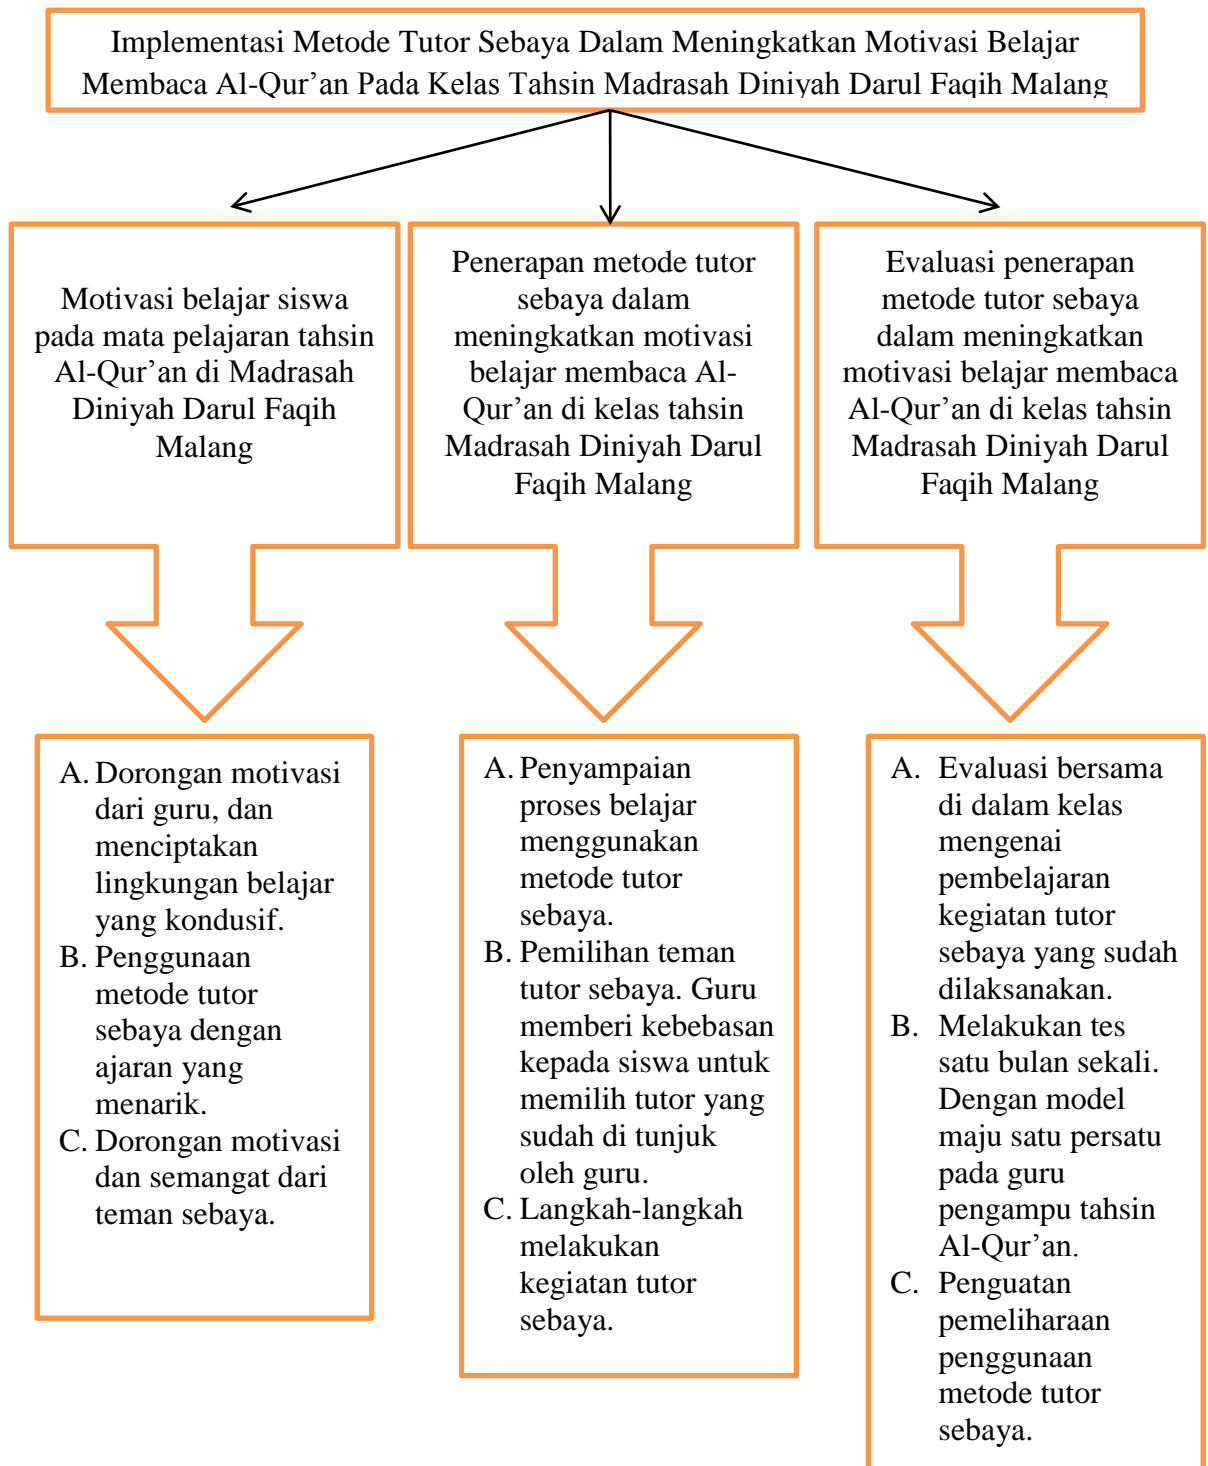 Implementasi Metode Tutor Sebaya Dalam Meningkatkan Motivasi Belajar
Membaca Al-Qur’an Pada Kelas Tahsin Madrasah Diniyah Darul Faqih Malang
Motivasi belajar siswa
pada mata pelajaran tahsin
Al-Qur’an di Madrasah
Diniyah Darul Faqih
Malang
Penerapan metode tutor
sebaya dalam
meningkatkan motivasi
belajar membaca Al-
Qur’an di kelas tahsin
Madrasah Diniyah Darul
Faqih Malang
Evaluasi penerapan
metode tutor sebaya
dalam meningkatkan
motivasi belajar membaca
Al-Qur’an di kelas tahsin
Madrasah Diniyah Darul
Faqih Malang
A. Dorongan motivasi
dari guru, dan
menciptakan
lingkungan belajar
yang kondusif.
B. Penggunaan
metode tutor
sebaya dengan
ajaran yang
menarik.
C. Dorongan motivasi
dan semangat dari
teman sebaya.
A. Penyampaian
proses belajar
menggunakan
metode tutor
sebaya.
B. Pemilihan teman
tutor sebaya. Guru
memberi kebebasan
kepada siswa untuk
memilih tutor yang
sudah di tunjuk
oleh guru.
C. Langkah-langkah
melakukan
kegiatan tutor
sebaya.
A. Evaluasi bersama
di dalam kelas
mengenai
pembelajaran
kegiatan tutor
sebaya yang sudah
dilaksanakan.
B. Melakukan tes
satu bulan sekali.
Dengan model
maju satu persatu
pada guru
pengampu tahsin
Al-Qur’an.
C. Penguatan
pemeliharaan
penggunaan
metode tutor
sebaya.